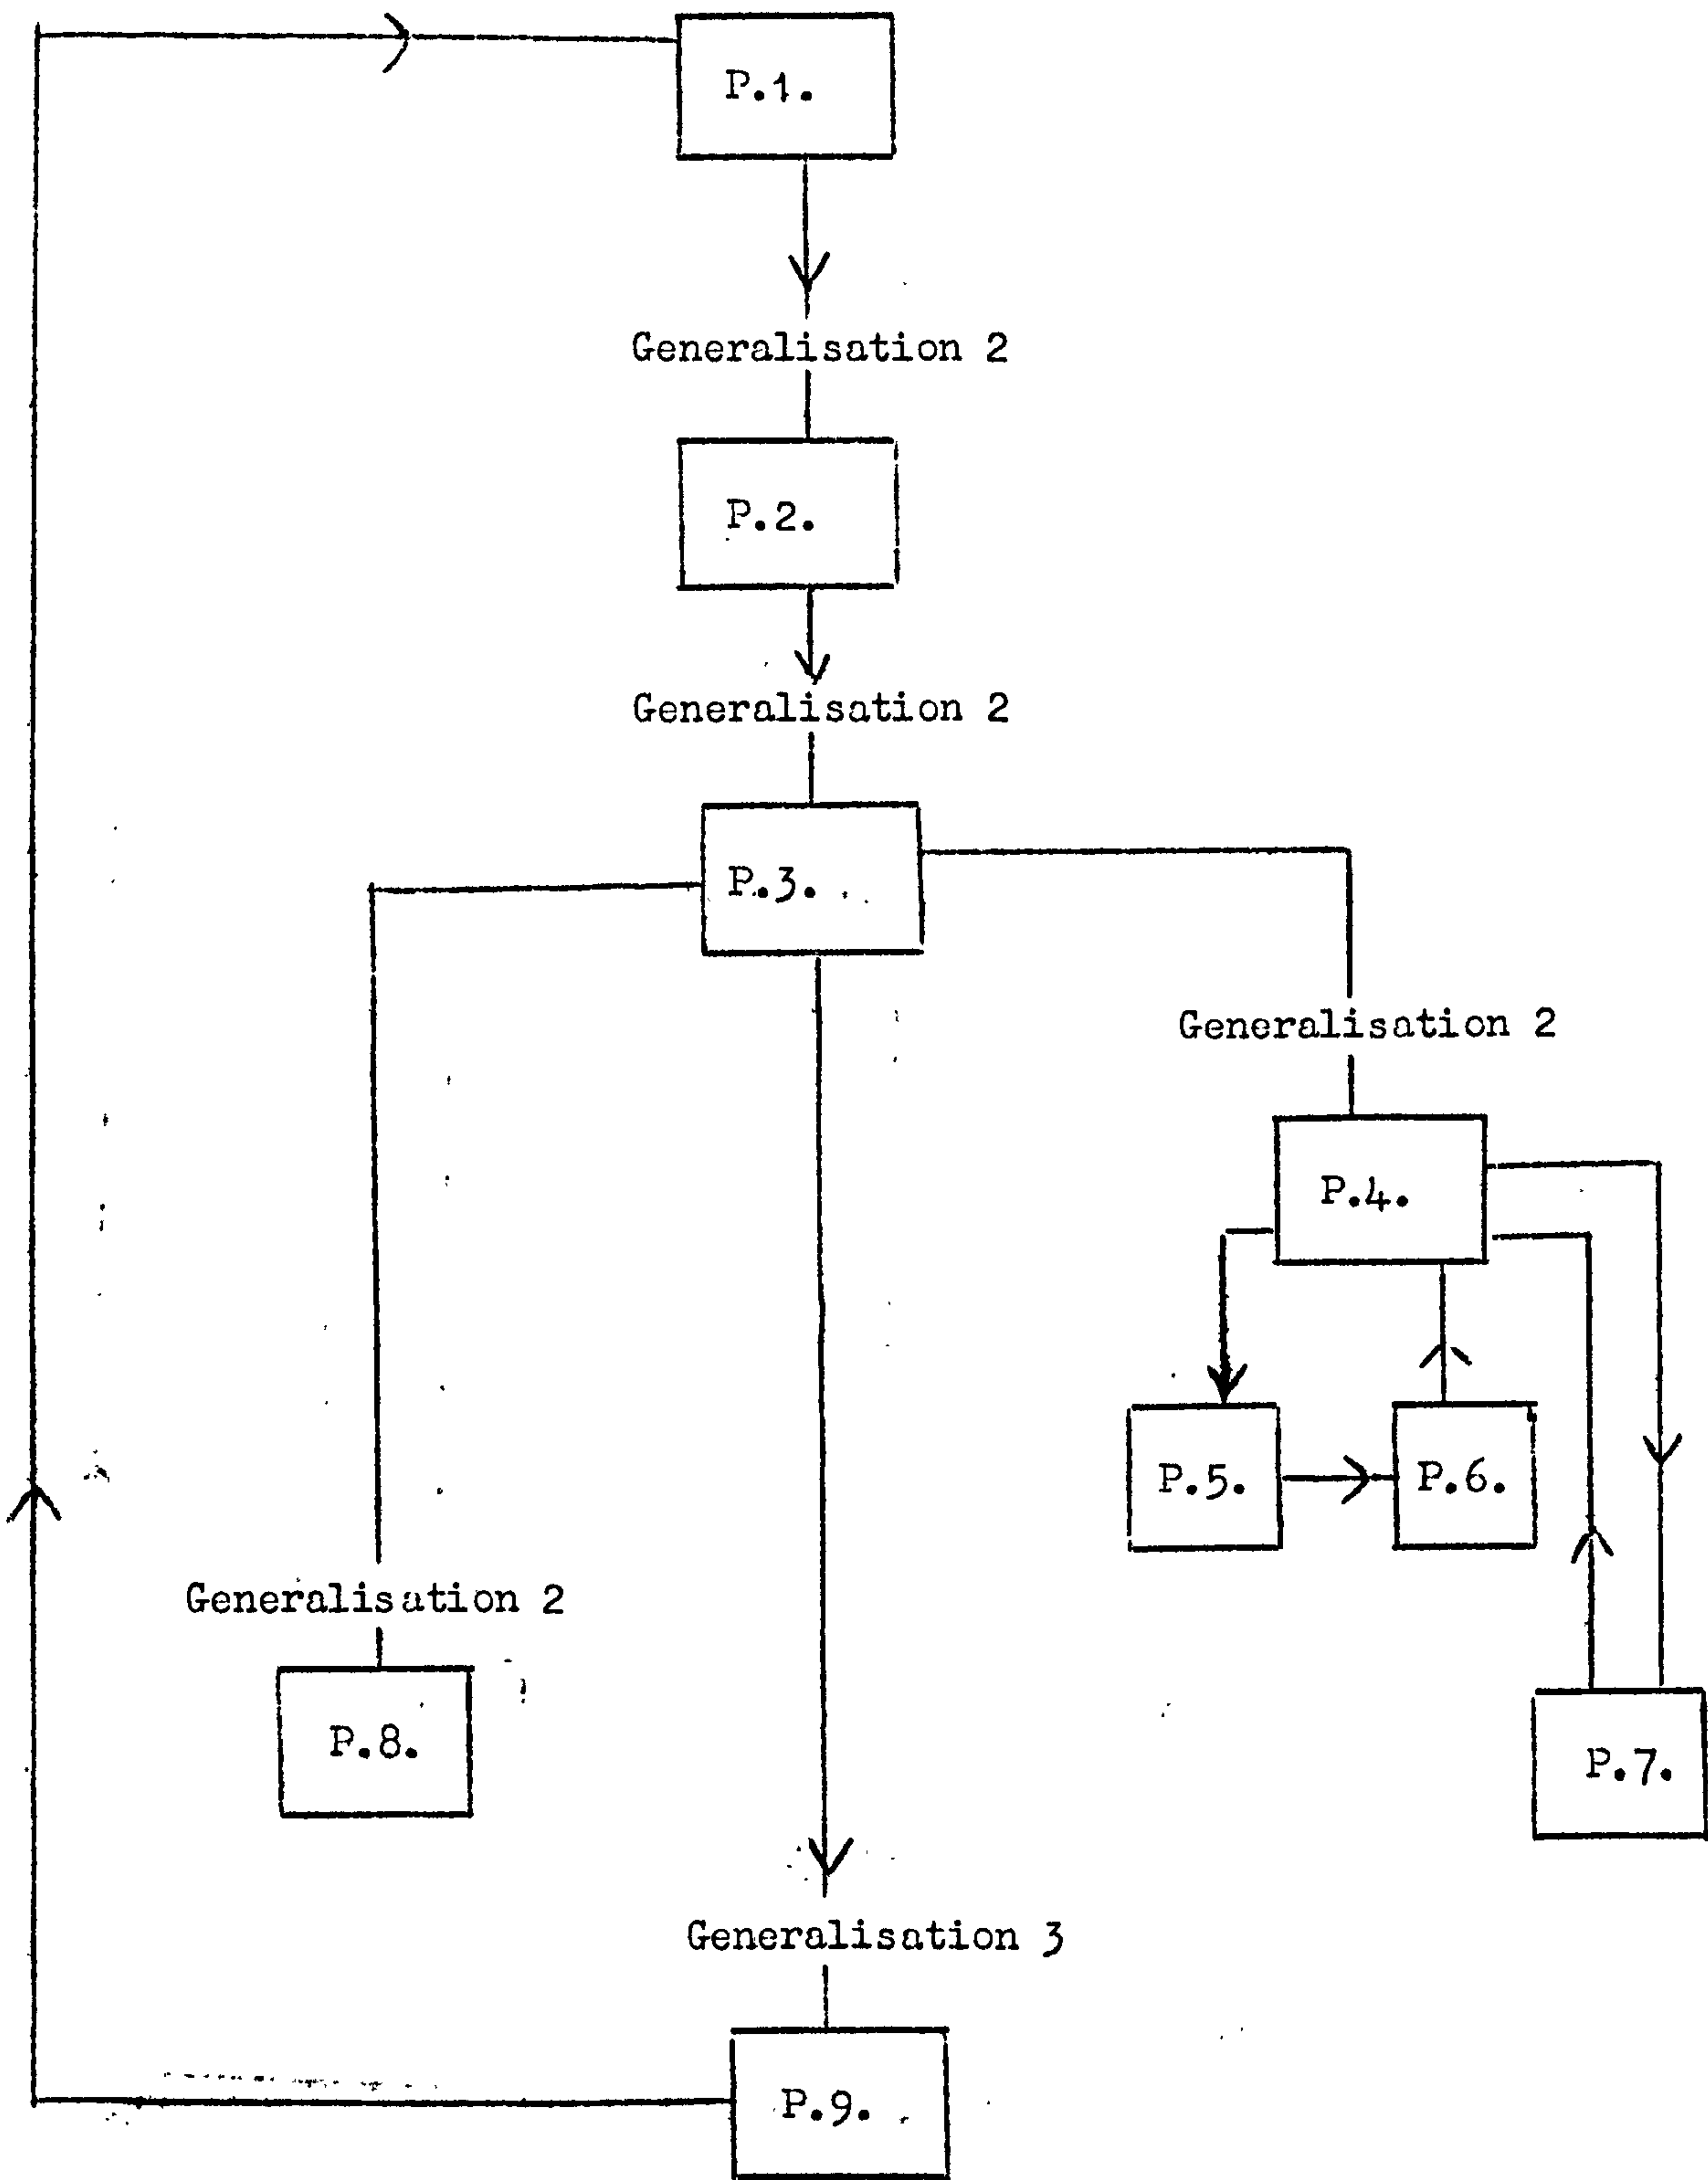 P.1.
Generalisation 2
P.2.
Generalisation 2
P.3.
Generalisation 2
P.4.
P.5.
P.6.
Generalisation 2
P.8.
P.7.
Generalisation 3
P.9.